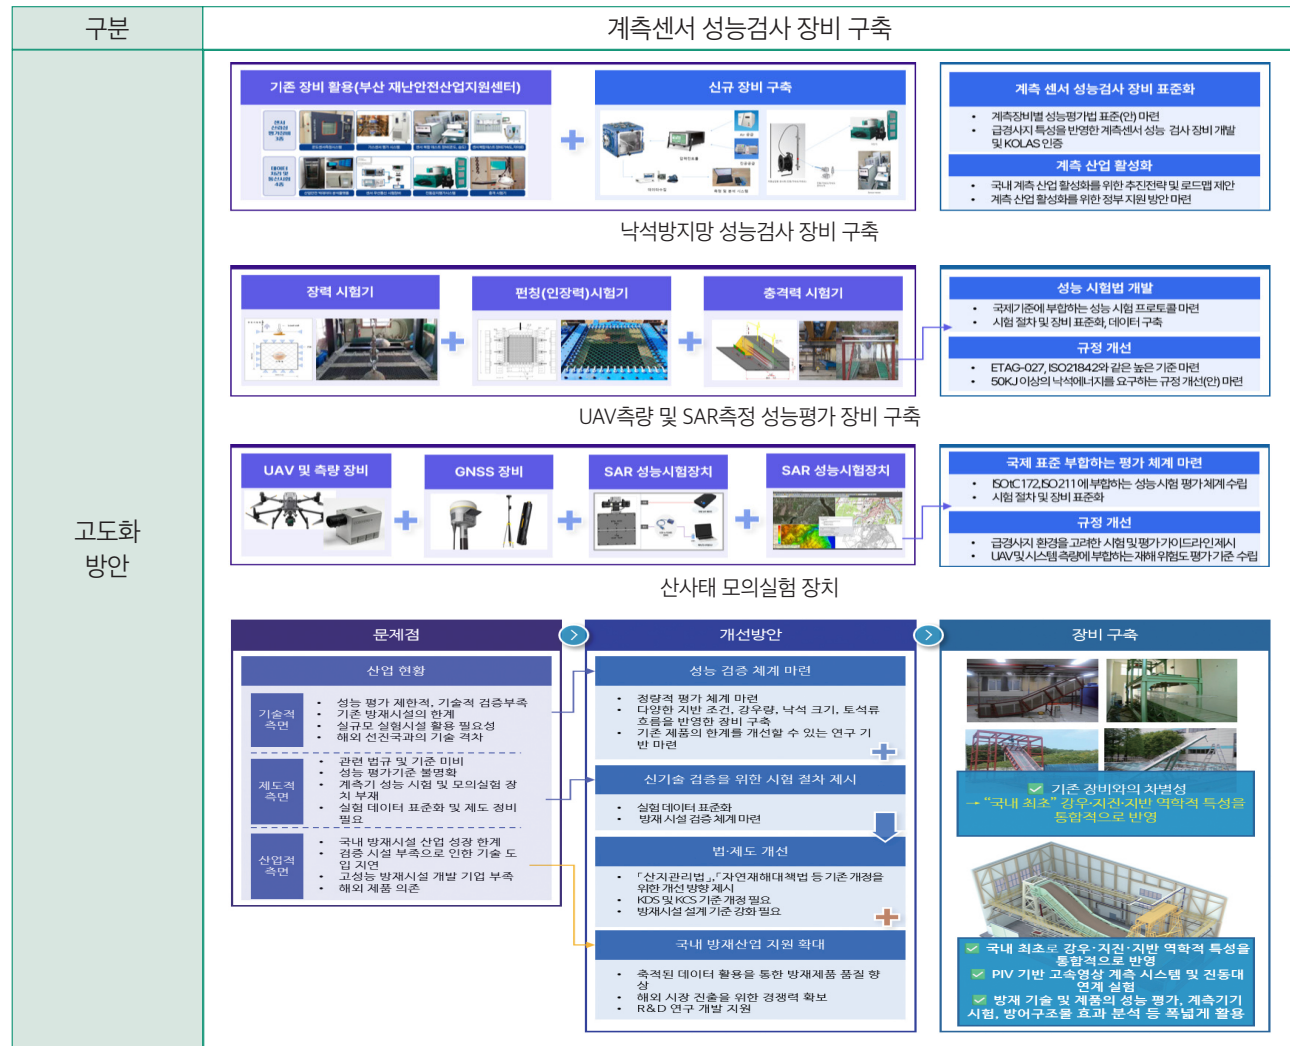 구분
계측센서 성능검사 장비 구축
고도화
방안
기존 장비 활용(부산 재난안전산업지원센터)
신규 장비 구축
계측 센서 성능검사 장비 표준화
• 계측장비별 성능평가법 표준(안) 마련
• 급경사지 특성을 반영한 계측센서 성능 검사 장비 개발
및 KOLAS 인증
계측 산업 활성화
• 국내 계측 산업 활성화를 위한 추진전략 및 로드맵 제안
• 계측 산업 활성화를 위한 정부 지원 방안 마련
낙석방지망 성능검사 장비 구축
장력 시험기
펀칭(인장력)시험기
충격력 시험기
성능 시험법 개발
• 국제기준에 부합하는 성능 시험 프로토콜 마련
• 시험 절차 및 장비 표준화, 데이터 구축
규정 개선
• ETAG-027, ISO21842와 같은 높은 기준 마련
• 50KJ 이상의 낙석에너지를 요구하는 규정 개선(안) 마련
UAV측량 및 SAR측정 성능평가 장비 구축
UAV 및 측량 장비
GNSS 장비
SAR 성능시험장치
SAR 성능시험장치
국제 표준 부합하는 평가 체계 마련
• ISOtC172,ISO211에 부합하는 성능시험 평가체계 수립
• 시험 절차 및 장비 표준화
규정 개선
• 급경사지 환경을 고려한 시험 및 평가 가이드라인 제시
• UAV 및 시스템 측량에 부합하는 재해 위험도 평가 기준 수립
산사태 모의실험 장치
문제점
산업 현황
기술적
측면
• 성능 평가 제한적, 기술적 검증부족
• 기존 방재시설의 한계
• 실규모 실험시설 활용 필요성
• 해외 선진국과의 기술 격차
제도적
측면
• 관련 법규 및 기준 미비
• 성능 평가기준 불명확
• 계측기 성능 시험 및 모의실험 장
치 부재
• 실험 데이터 표준화 및 제도 정비
필요
산업적
측면
• 국내 방재시설 산업 성장 한계
• 검증 시설 부족으로 인한 기술 도
입 지연
• 고성능 방재시설 개발 기업 부족
• 해외 제품 의존
개선방안
성능 검증 체계 마련
• 정량적 평가 체계 마련
• 다양한 지반 조건, 강우량, 낙석 크기, 토석류
흐름을 반영한 장비 구축
• 기존 제품의 한계를 개선할 수 있는 연구 기
반 마련
신기술 검증을 위한 시험 절차 제시
• 실험 데이터 표준화
• 방재 시설 검증 체계 마련
법·제도 개선
• 「산지관리법」,「자연재해대책법 등 기존 개정을
위한 개선 방향 제시
• KDS 및 KCS 기준 개정 필요
• 방재시설 설계 기준 강화 필요
국내 방재산업 지원 확대
• 축적된 데이터 활용을 통한 방재제품 품질 향
상
• 해외 시장 진출을 위한 경쟁력 확보
• R&D 연구 개발 지원
장비 구축
✅ 기존 장비와의 차별성
→ “국내 최초” 강우·지진·지반 역학적 특성을
통합적으로 반영
✅ 국내 최초로 강우·지진·지반 역학적 특성을
통합적으로 반영
✅ PIV 기반 고속영상 계측 시스템 및 진동대
연계 실험
✅ 방재 기술 및 제품의 성능 평가, 계측기기
시험, 방어구조물 효과 분석 등 폭넓게 활용